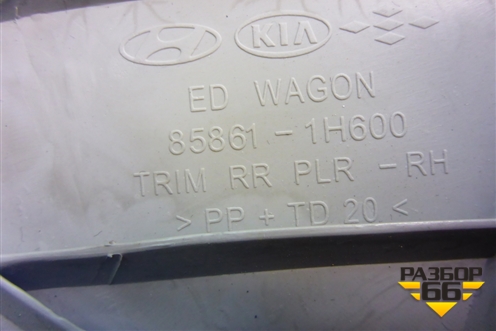 KIA
ED WAGON
85861-1H600
TRIM RR PLR -RH
>PP + TD 20<
РАЗБОР
66